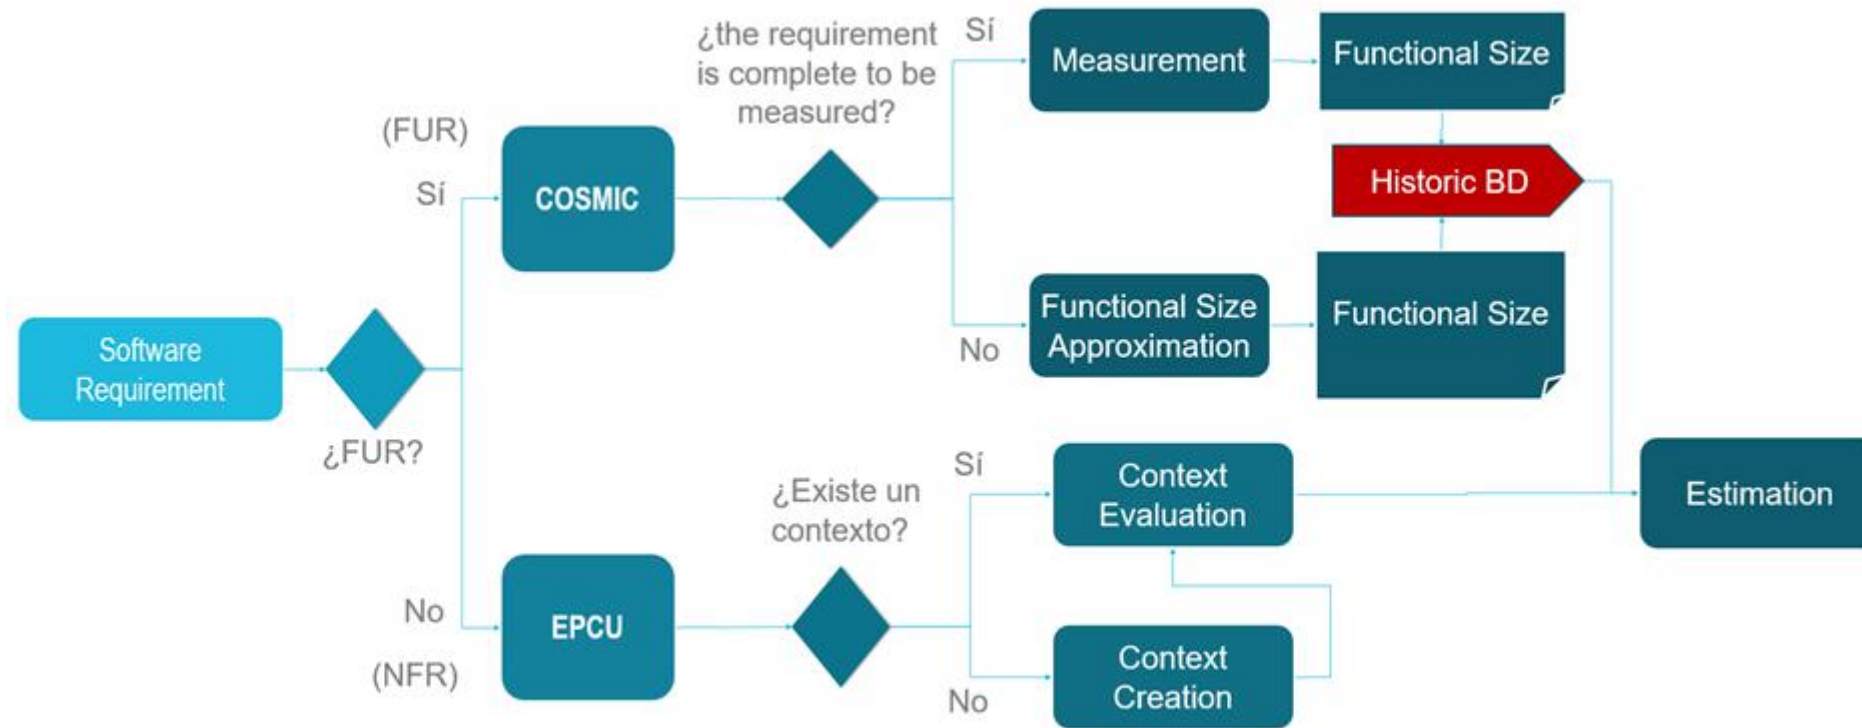 ¿the requirement
is complete to be
measured?
Sí
Measurement
Functional Size
(FUR)
Sí
COSMIC
Historic BD
No
Functional Size
Approximation
Functional Size
Software
Requirement
¿FUR?
¿Existe un
contexto?
Sí
Context
Evaluation
Estimation
No
(NFR)
EPCU
No
Context
Creation